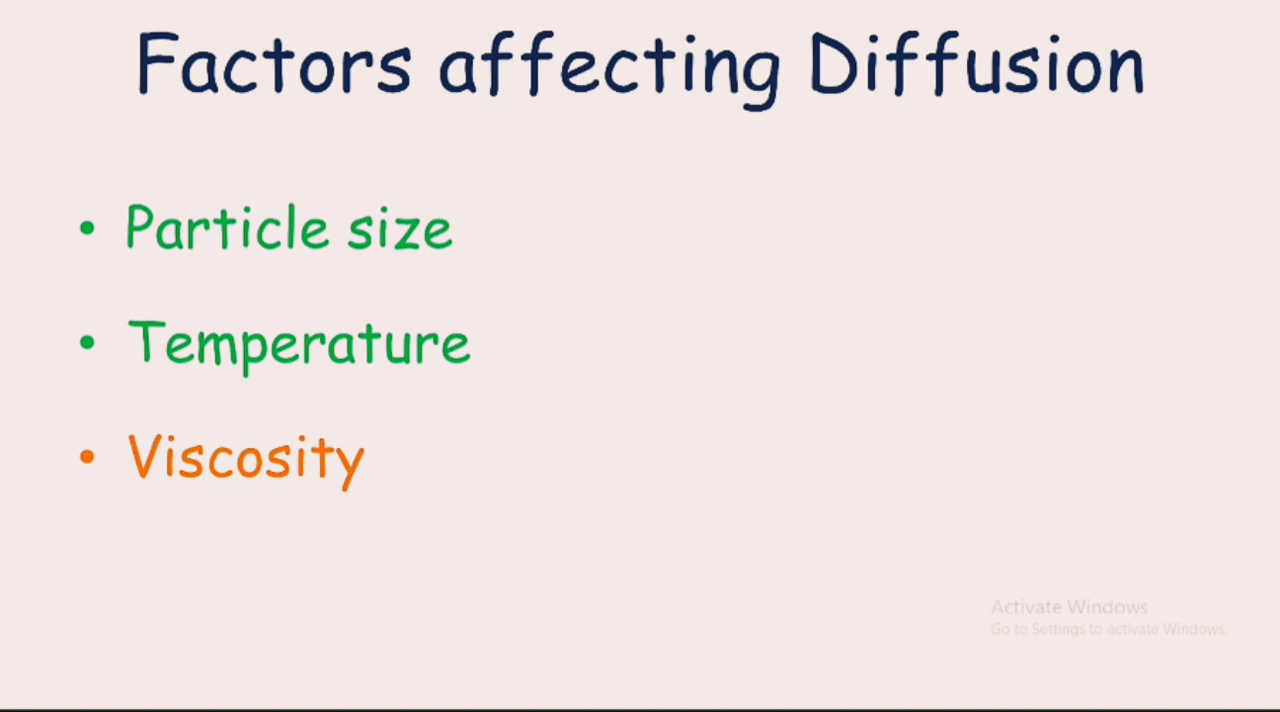 Factors affecting Diffusion
• Particle size
• Temperature
• Viscosity
Activate Windows
Go to Settings to activate Windows.